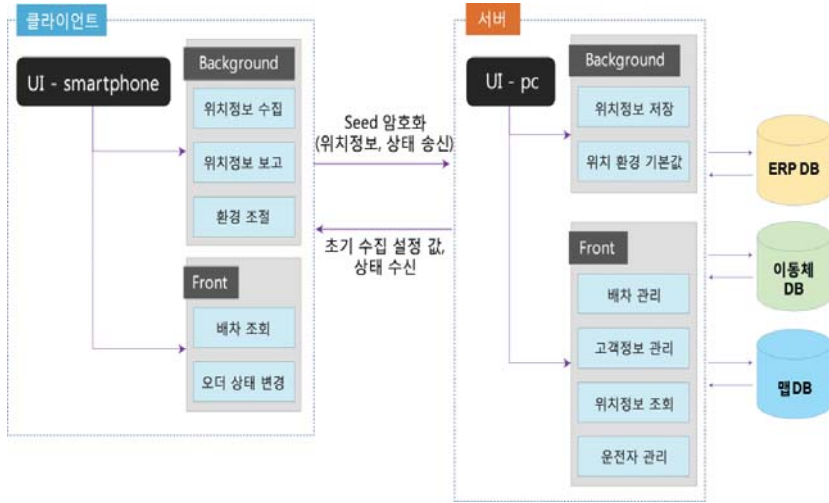 클라이언트
UI - smartphone
Background
위치정보 수집
위치정보 보고
환경 조절
Front
배차 조회
오더 상태 변경
Seed 암호화
(위치정보, 상태 송신)
초기 수집 설정 값,
상태 수신
서버
UI - pc
Background
위치정보 저장
위치 환경 기본값
Front
배차 관리
고객정보 관리
위치정보 조회
운전자 관리
ERP DB
이동체
DB
맵DB